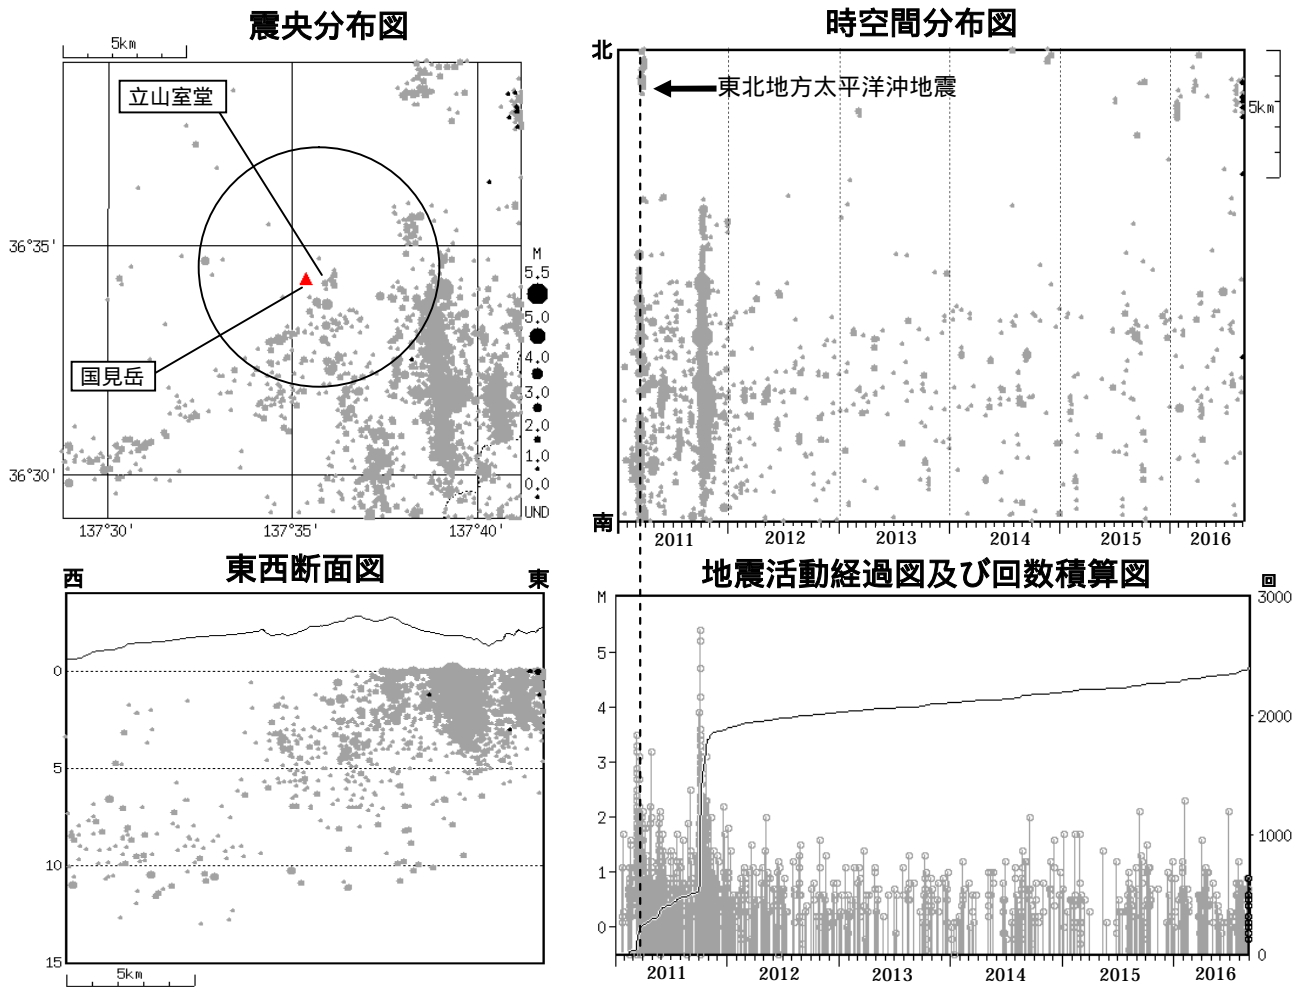 震央分布図
5km
立山室堂
国見岳
36°35'
36°30'
137°30'
137°35'
137°40'
M
5.5
5.0
4.0
3.0
2.0
1.0
0.0
UND
時空間分布図
北
東北地方太平洋沖地震
5km
南
2011 2012 2013 2014 2015 2016
東西断面図
西 東
0
5
10
15
5km
地震活動経過図及び回数積算図
M 回
5
4
3
2
1
0
3000
2000
1000
0
2011 2012 2013 2014 2015 2016